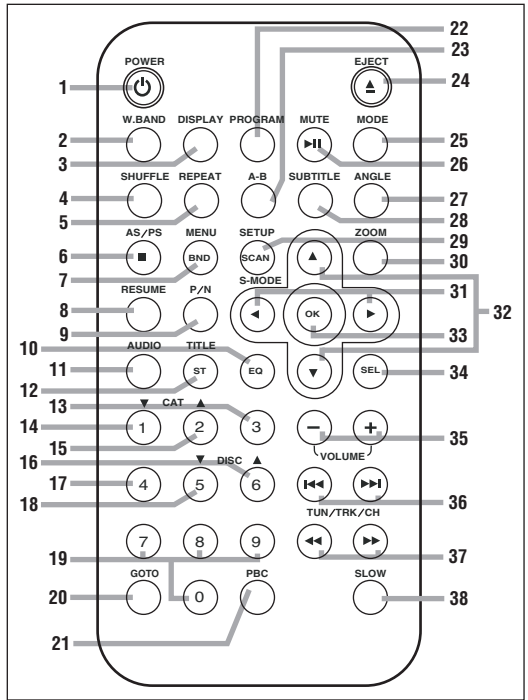 22
23
POWER EJECT
1 24
W.BAND DISPLAY PROGRAM MUTE MODE
2 25
3 26
SHUFFLE REPEAT A-B SUBTITLE ANGLE
4 27
5 28
AS/PS MENU SETUP ZOOM
6 BND SCAN 29
7 30
S-MODE
RESUME P/N 31
8 OK 32
9 33
10
AUDIO TITLE
11 ST EQ SEL
12 34
13 ▼ CAT ▲
14 1 2 3 − + 35
15 VOLUME
16 ▼ DISC ▲
17 4 5 6 36
18
TUN/TRK/CH
19 7 8 9 37
GOTO 0 PBC SLOW
20 38
21